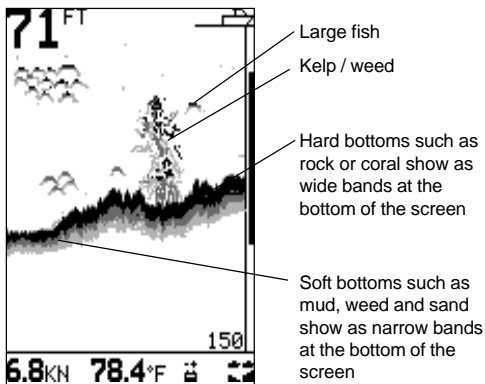 71 FT
Large fish
Kelp / weed
Hard bottoms such as
rock or coral show as
wide bands at the
bottom of the screen
Soft bottoms such as
mud, weed and sand
show as narrow bands
at the bottom of the
screen
150
6.8KN 78.4°F